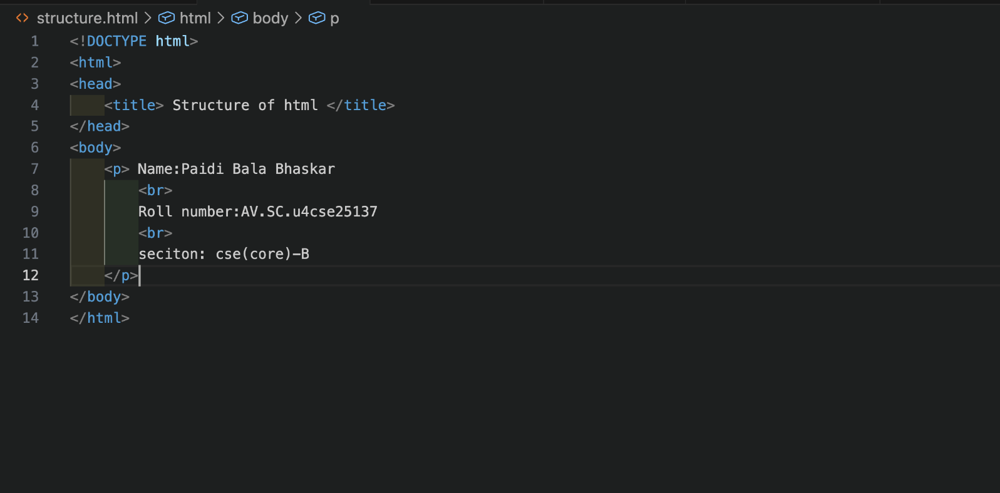 structure.html > html > body > p
1 <!DOCTYPE html>
2 <html>
3 <head>
4     <title> Structure of html </title>
5 </head>
6 <body>
7     <p> Name:Paidi Bala Bhaskar
8         <br>
9         Roll number:AV.SC.u4cse25137
10         <br>
11         seciton: cse(core)-B
12     </p>
13 </body>
14 </html>